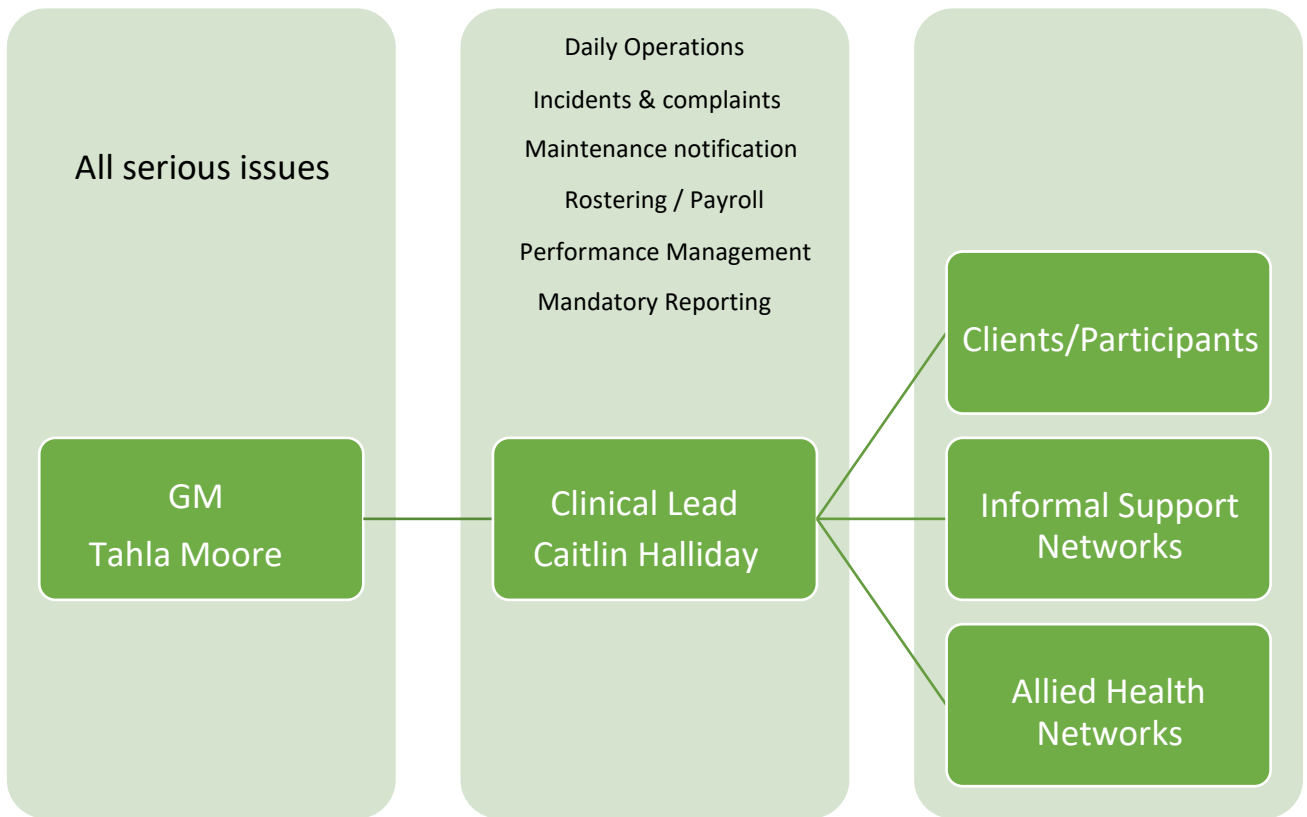 All serious issues
GM
Tahla Moore
Daily Operations
Incidents & complaints
Maintenance notification
Rostering / Payroll
Performance Management
Mandatory Reporting
Clinical Lead
Caitlin Halliday
Clients/Participants
Informal Support
Networks
Allied Health
Networks